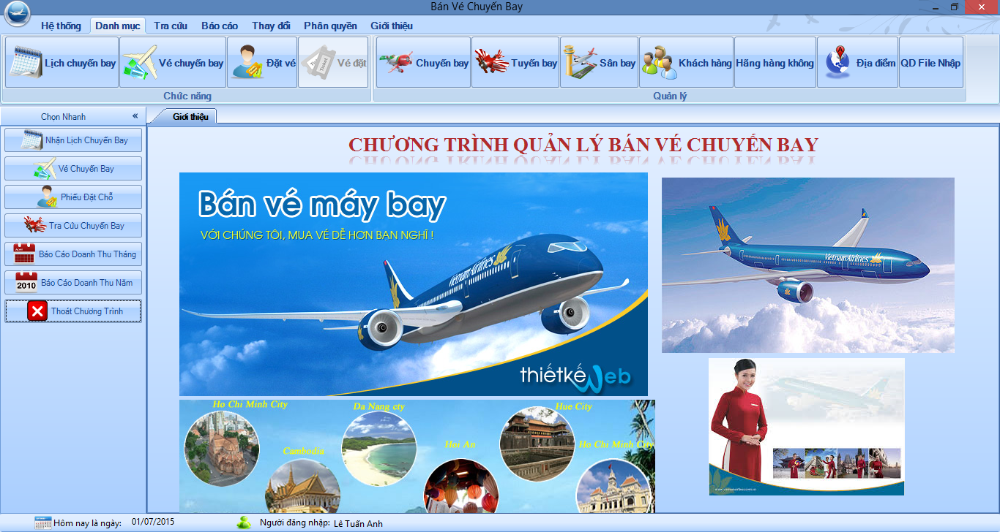 Bán Vé Chuyến Bay
Hệ thống Danh mục Tra cứu Báo cáo Thay đổi Phân quyền Giới thiệu
Lịch chuyến bay Vé chuyến bay Đặt vé Vé đặt Chuyến bay Tuyến bay Sân bay Khách hàng Hãng hàng không Địa điểm QD File Nhập
Chức năng Quản lý
Chọn Nhanh «
Giới thiệu
Nhận Lịch Chuyến Bay
Vé Chuyến Bay
Phiếu Đặt Chỗ
Tra Cứu Chuyến Bay
Báo Cáo Doanh Thu Tháng
2010 Báo Cáo Doanh Thu Năm
Thoát Chương Trình
CHƯƠNG TRÌNH QUẢN LÝ BÁN VÉ CHUYẾN BAY
Bán vé máy bay
VỚI CHÚNG TÔI, MUA VÉ DỄ HƠN BẠN NGHĨ !
Vietnam Airlines
thiếtkếWeb
Vietnam Airlines
Ho Chi Minh City
Da Nang cty
Hue City
Cambodia
Hoi An
Ho Chi Minh City
www.vietnamairlines.com.vn
Hôm nay là ngày: 01/07/2015 Người đăng nhập: Lê Tuấn Anh